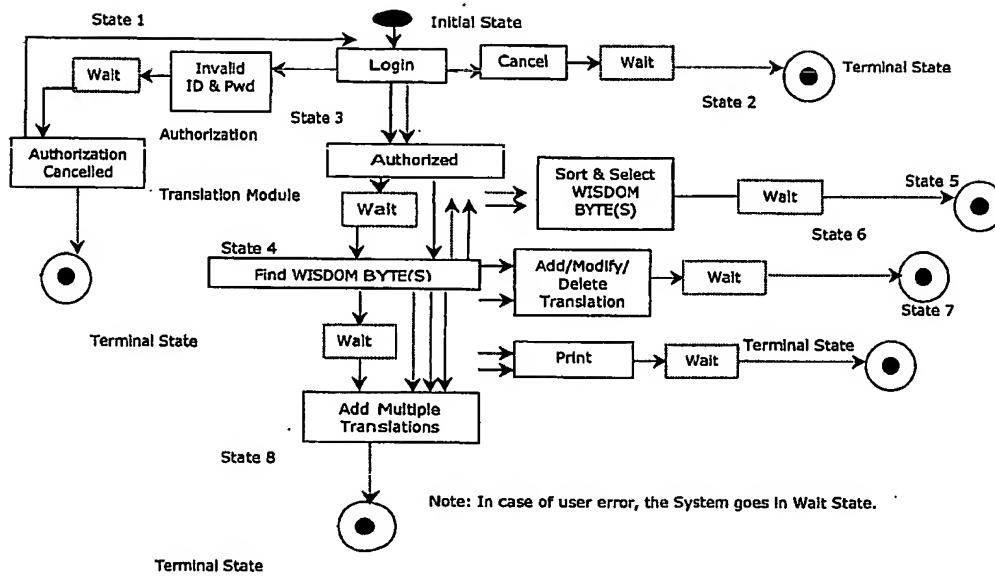 State 1
Initial State
Login
Cancel
Wait
Terminal State
Wait
Invalid
ID & Pwd
State 2
State 3
Authorization
Authorization
Cancelled
Authorized
Translation Module
Wait
Sort & Select
WISDOM
BYTE(S)
Wait
State 5
State 6
State 4
Find WISDOM BYTE(S)
Add/Modify/
Delete
Translation
Wait
State 7
Terminal State
Wait
Print
Wait
Terminal State
Add Multiple
Translations
State 8
Note: In case of user error, the System goes in Wait State.
Terminal State